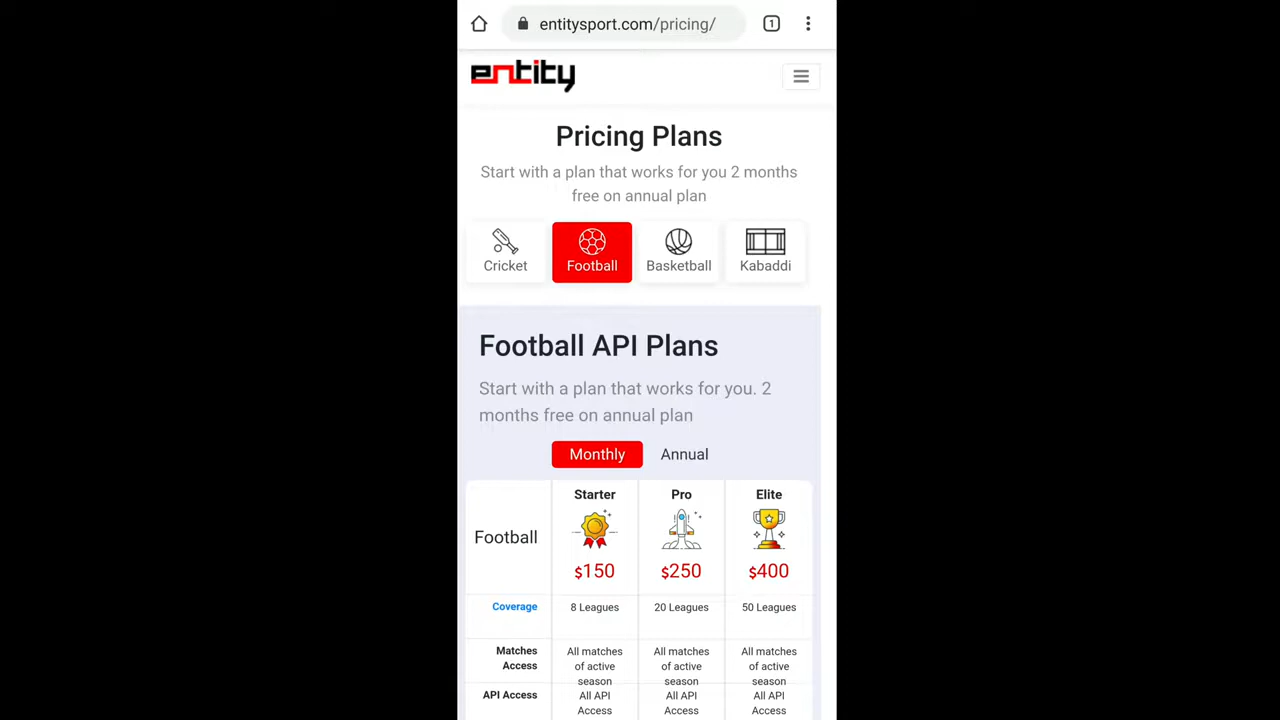 entitysport.com/pricing/
1
entity
Pricing Plans
Start with a plan that works for you 2 months
free on annual plan
Cricket
Football
Basketball
Kabaddi
Football API Plans
Start with a plan that works for you. 2
months free on annual plan
Monthly
Annual
Starter
Pro
Elite
Football
$150
$250
$400
Coverage
8 Leagues
20 Leagues
50 Leagues
Matches
Access
All matches
of active
season
All matches
of active
season
All matches
of active
season
API Access
All API
Access
All API
Access
All API
Access